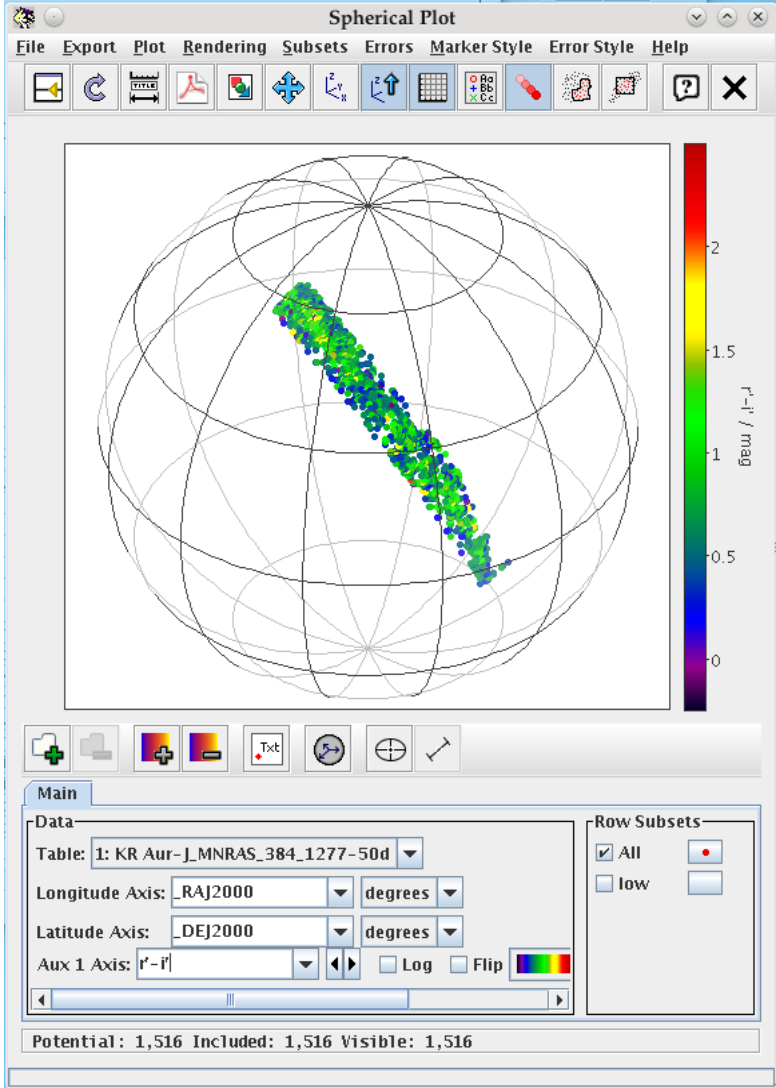 Spherical Plot
File Export Plot Rendering Subsets Errors Marker Style Error Style Help
TITLE
z y x
z
Aa
Bb
Cc
?
2
1.5
1
0.5
0
r'-i' / mag
Txt
Main
Data
Row Subsets
Table: 1: KR Aur-J_MNRAS_384_1277-50d
All
Longitude Axis: _RAJ2000 degrees
low
Latitude Axis: _DEJ2000 degrees
Aux 1 Axis: r'-i' Log Flip
Potential: 1,516 Included: 1,516 Visible: 1,516